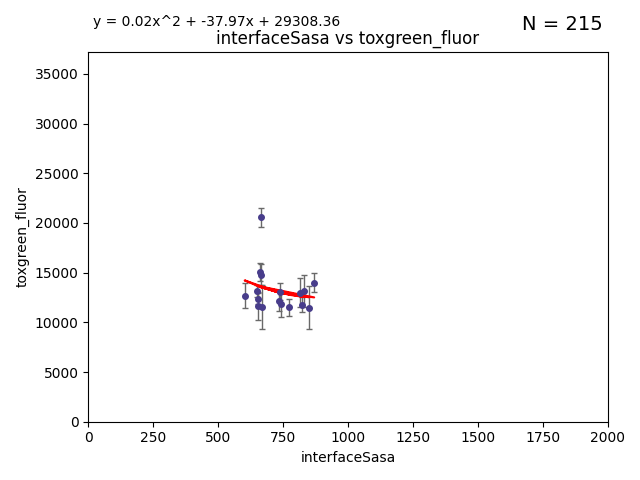 y = 0.02x^2 + -37.97x + 29308.36
N = 215
interfaceSasa vs toxgreen_fluor
35000
30000
25000
20000
15000
10000
5000
0
toxgreen_fluor
0 250 500 750 1000 1250 1500 1750 2000
interfaceSasa